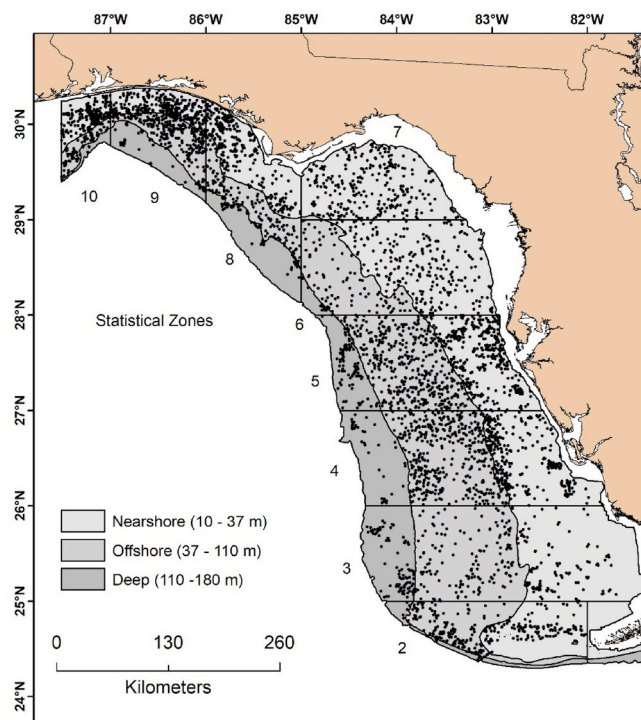 87°W 86°W 85°W 84°W 83°W 82°W
30°N
29°N
28°N
27°N
26°N
25°N
24°N
7
10
9
8
6
5
4
3
2
Statistical Zones
Nearshore (10 - 37 m)
Offshore (37 - 110 m)
Deep (110 -180 m)
0 130 260
Kilometers